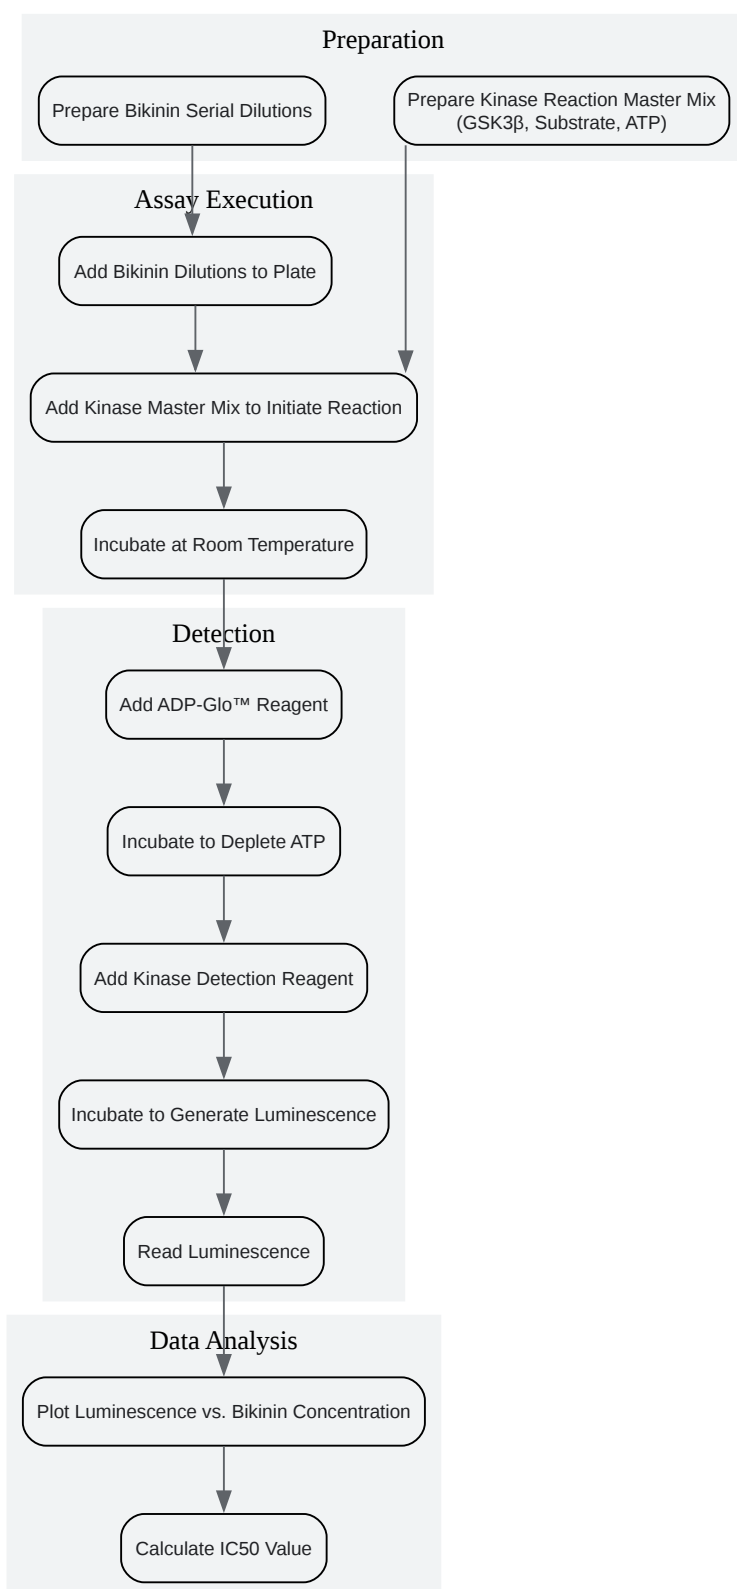 Preparation
Prepare Bikinin Serial Dilutions
Prepare Kinase Reaction Master Mix
(GSK3β, Substrate, ATP)
Assay Execution
Add Bikinin Dilutions to Plate
Add Kinase Master Mix to Initiate Reaction
Incubate at Room Temperature
Detection
Add ADP-Glo™ Reagent
Incubate to Deplete ATP
Add Kinase Detection Reagent
Incubate to Generate Luminescence
Read Luminescence
Data Analysis
Plot Luminescence vs. Bikinin Concentration
Calculate IC50 Value